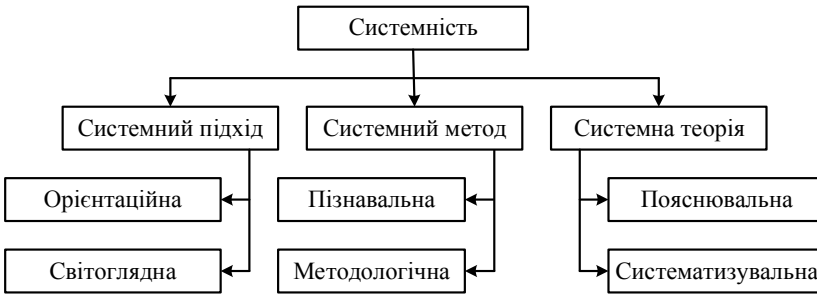 Системність
Системний підхід
Системний метод
Системна теорія
Орієнтаційна
Пізнавальна
Пояснювальна
Світоглядна
Методологічна
Систематизувальна